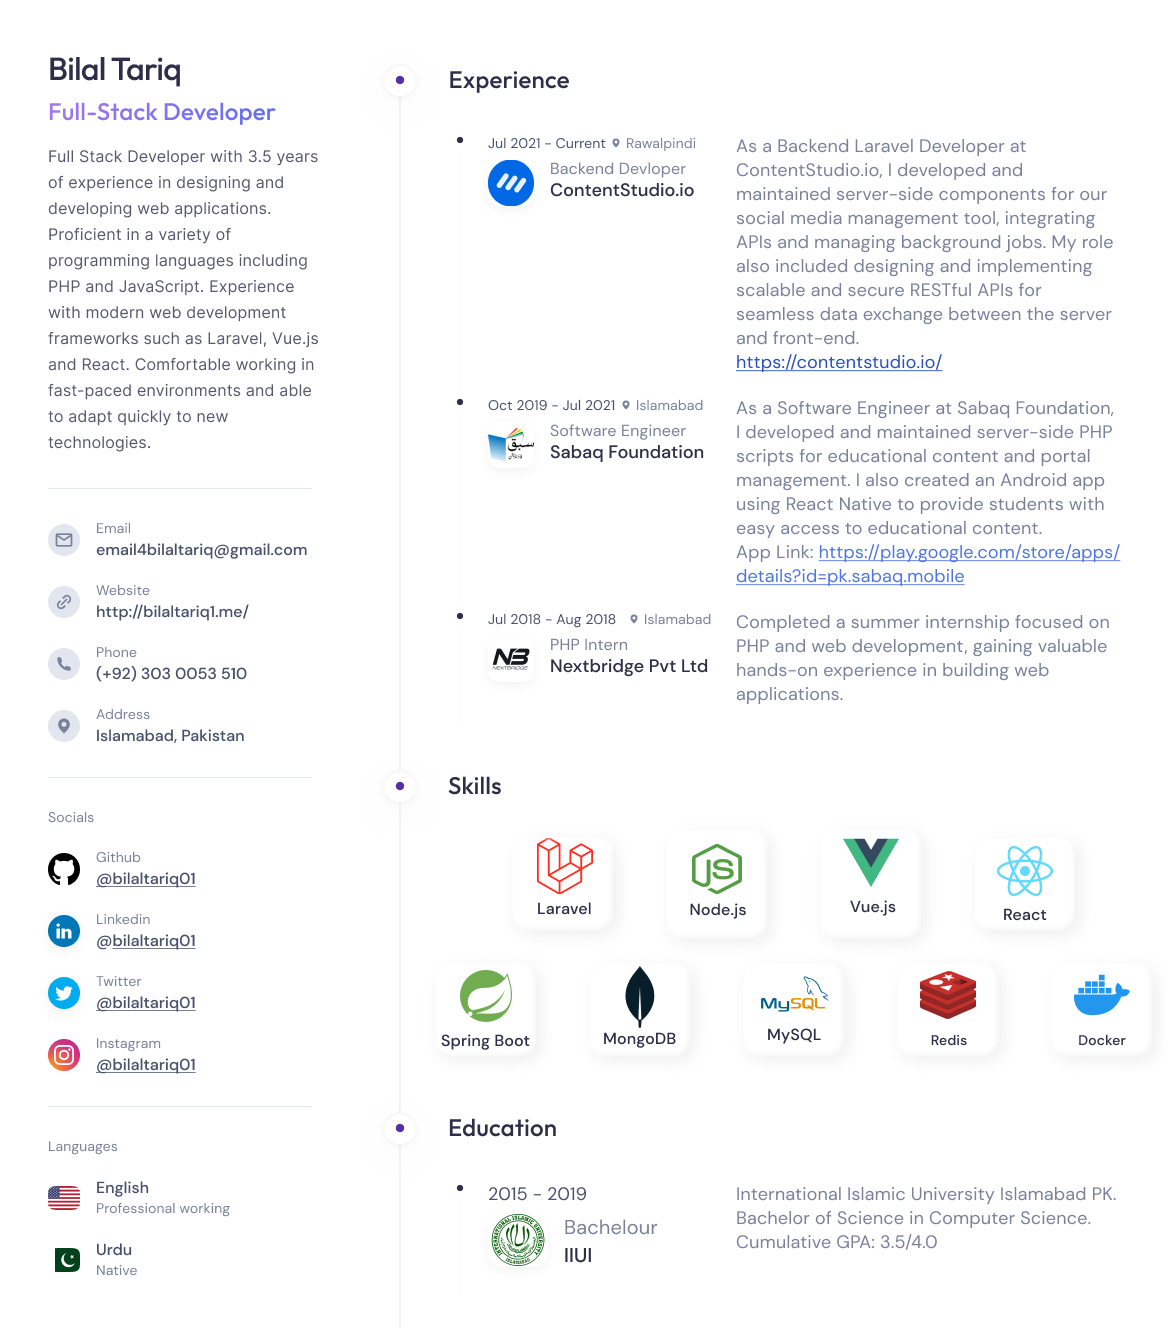 Bilal Tariq
Full-Stack Developer
Full Stack Developer with 3.5 years
of experience in designing and
developing web applications.
Proficient in a variety of
programming languages including
PHP and JavaScript. Experience
with modern web development
frameworks such as Laravel, Vue.js
and React. Comfortable working in
fast-paced environments and able
to adapt quickly to new
technologies.
Email
email4bilaltariq@gmail.com
Website
http://bilaltariq1.me/
Phone
(+92) 303 0053 510
Address
Islamabad, Pakistan
Socials
Github
@bilaltariq01
Linkedin
@bilaltariq01
Twitter
@bilaltariq01
Instagram
@bilaltariq01
Languages
English
Professional working
Urdu
Native
Experience
Jul 2021 - Current Rawalpindi
Backend Devloper
ContentStudio.io
As a Backend Laravel Developer at
ContentStudio.io, I developed and
maintained server-side components for our
social media management tool, integrating
APIs and managing background jobs. My role
also included designing and implementing
scalable and secure RESTful APIs for
seamless data exchange between the server
and front-end.
https://contentstudio.io/
Oct 2019 - Jul 2021 Islamabad
سبق
Software Engineer
Sabaq Foundation
As a Software Engineer at Sabaq Foundation,
I developed and maintained server-side PHP
scripts for educational content and portal
management. I also created an Android app
using React Native to provide students with
easy access to educational content.
App Link: https://play.google.com/store/apps/
details?id=pk.sabaq.mobile
Jul 2018 - Aug 2018 Islamabad
NB
NEXTBRIDGE
PHP Intern
Nextbridge Pvt Ltd
Completed a summer internship focused on
PHP and web development, gaining valuable
hands-on experience in building web
applications.
Skills
Laravel
JS
Node.js
Vue.js
React
Spring Boot
MongoDB
MySQL
MySQL
Redis
Docker
Education
2015 - 2019
INTERNATIONAL ISLAMIC UNIVERSITY
ISLAMABAD
Bachelour
IIUI
International Islamic University Islamabad PK.
Bachelor of Science in Computer Science.
Cumulative GPA: 3.5/4.0